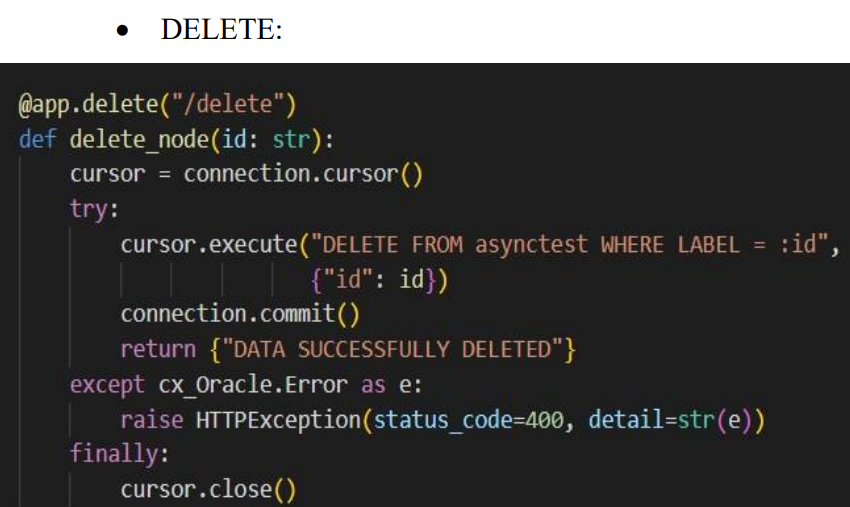 • DELETE:
@app.delete("/delete")
def delete_node(id: str):
    cursor = connection.cursor()
    try:
        cursor.execute("DELETE FROM asynctest WHERE LABEL = :id",
                       {"id": id})
        connection.commit()
        return {"DATA SUCCESSFULLY DELETED"}
    except cx_Oracle.Error as e:
        raise HTTPException(status_code=400, detail=str(e))
    finally:
        cursor.close()